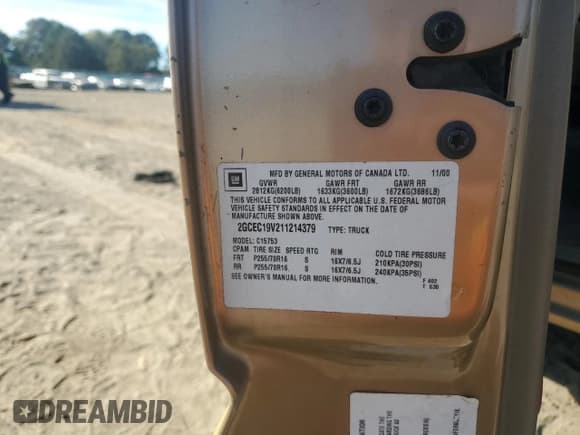 GM
MFD BY GENERAL MOTORS OF CANADA LTD. 11/00
GVWR GAWR FRT GAWR RR
2812KG(6200LB) 1633KG(3600LB) 1672KG(3686LB)
THIS VEHICLE CONFORMS TO ALL APPLICABLE U.S. FEDERAL MOTOR
VEHICLE SAFETY STANDARDS IN EFFECT ON THE DATE OF
MANUFACTURE SHOWN ABOVE.
2GCEC19V211214379 TYPE: TRUCK
MODEL: C15753
CPAM TIRE SIZE SPEED RTG RIM COLD TIRE PRESSURE
FRT P255/70R16 S 16X7/6.5J 210KPA(30PSI)
RR P255/70R16 S 16X7/6.5J 240KPA(35PSI)
SEE OWNER'S MANUAL FOR MORE INFORMATION.
F 402
T 030
DREAMBID